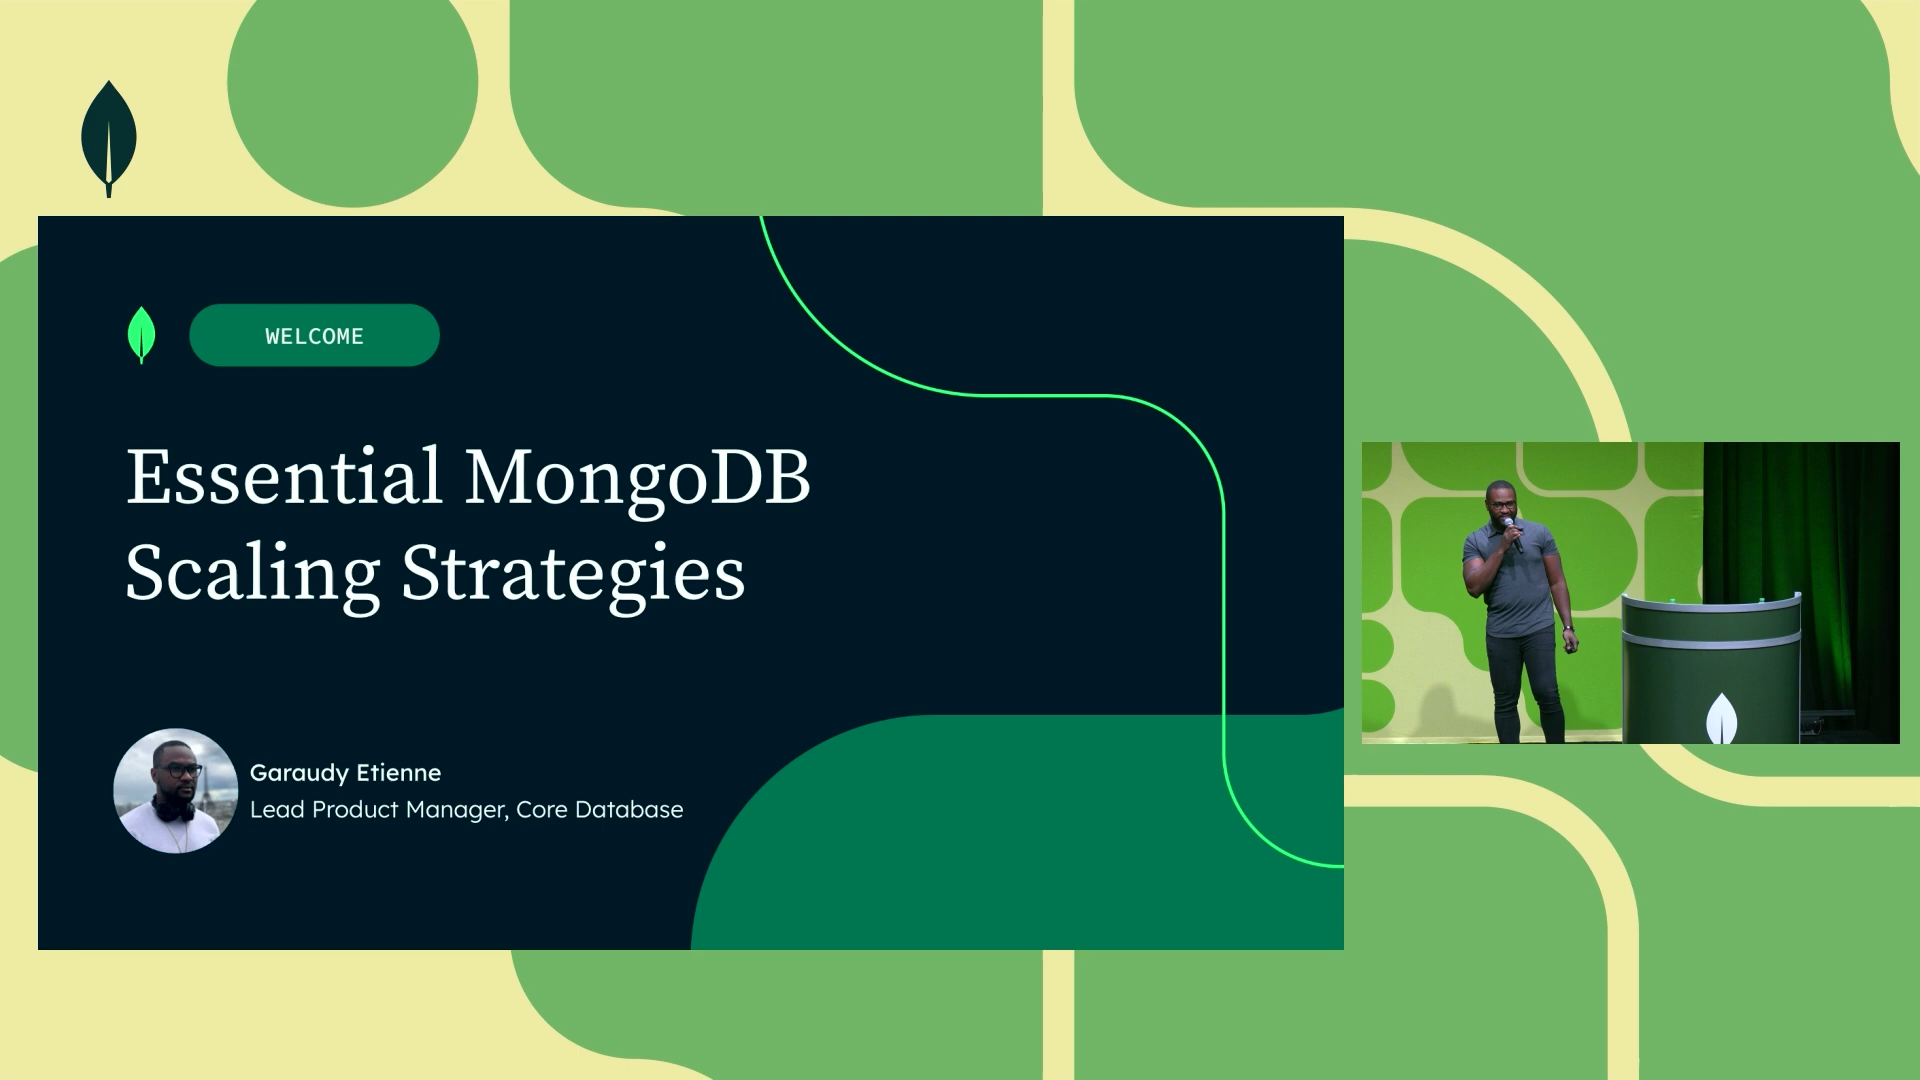 WELCOME
Essential MongoDB
Scaling Strategies
Garaudy Etienne
Lead Product Manager, Core Database